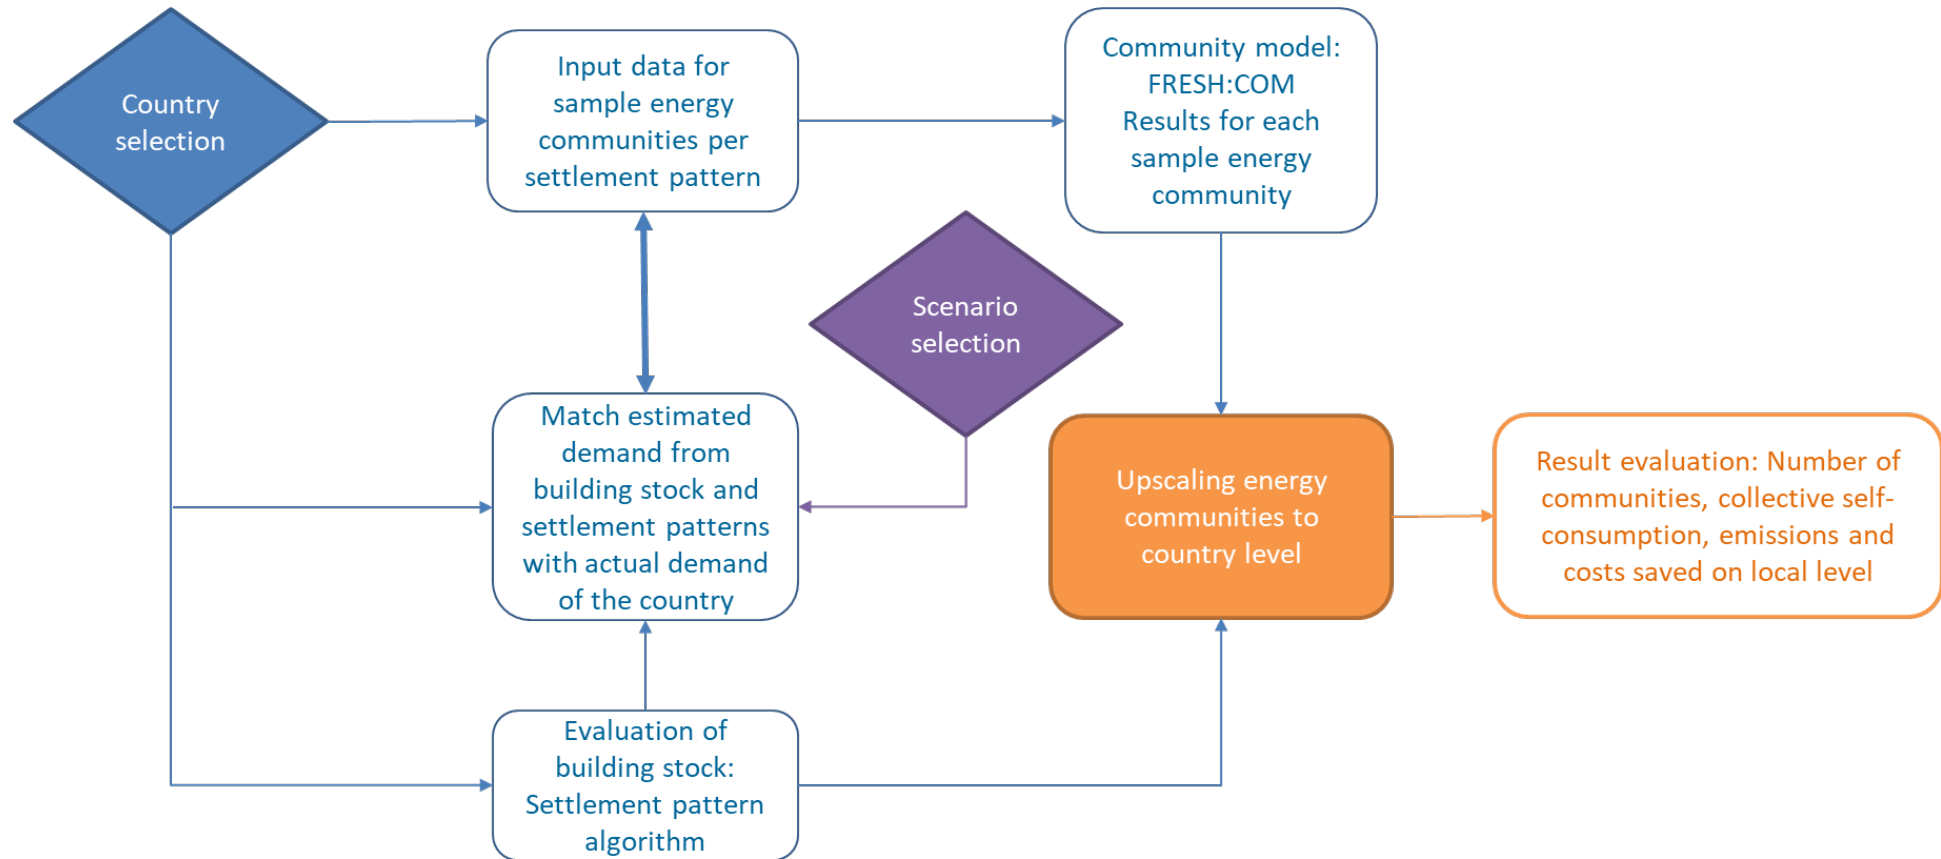 Country
selection
Input data for
sample energy
communities per
settlement pattern
Community model:
FRESH:COM
Results for each
sample energy
community
Scenario
selection
Match estimated
demand from
building stock and
settlement patterns
with actual demand
of the country
Upscaling energy
communities to
country level
Result evaluation: Number of
communities, collective self-
consumption, emissions and
costs saved on local level
Evaluation of
building stock:
Settlement pattern
algorithm